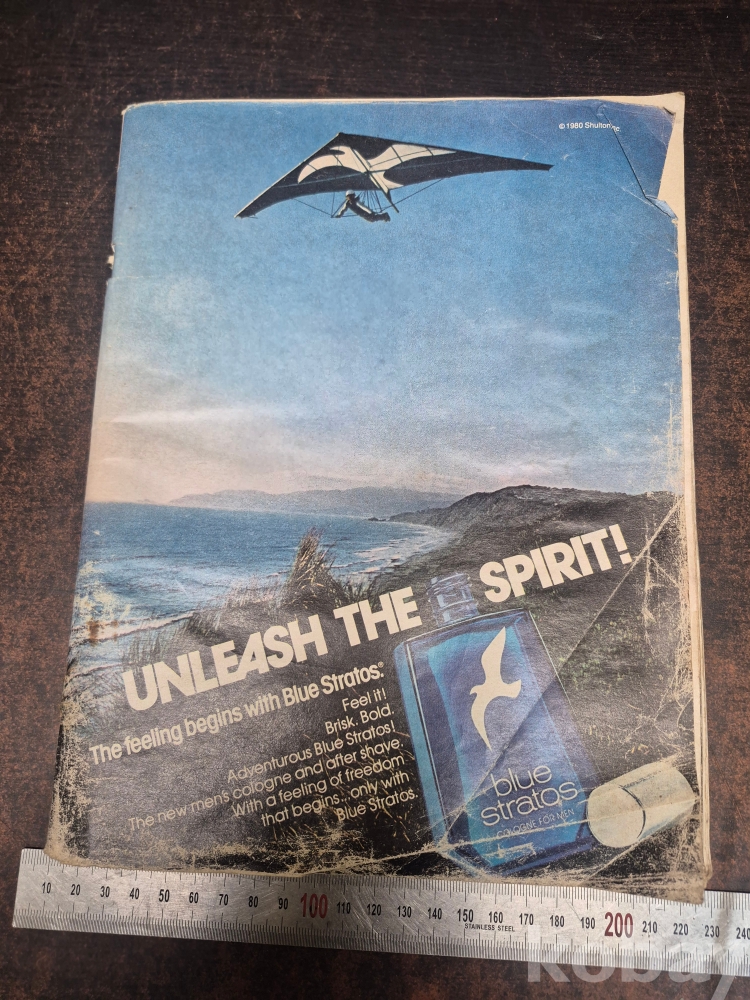 © 1980 Shulton, Inc.
UNLEASH THE SPIRIT!
The feeling begins with Blue Stratos.®
Feel it!
Brisk. Bold.
Adventurous Blue Stratos!
The new men's cologne and after shave.
With a feeling of freedom
that begins...only with
Blue Stratos.
blue
stratos
COLOGNE FOR MEN
10 20 30 40 50 60 70 80 90 100 110 120 130 140 150 160 170 180 190 200 210 220 230 240
STAINLESS STEEL
kobay